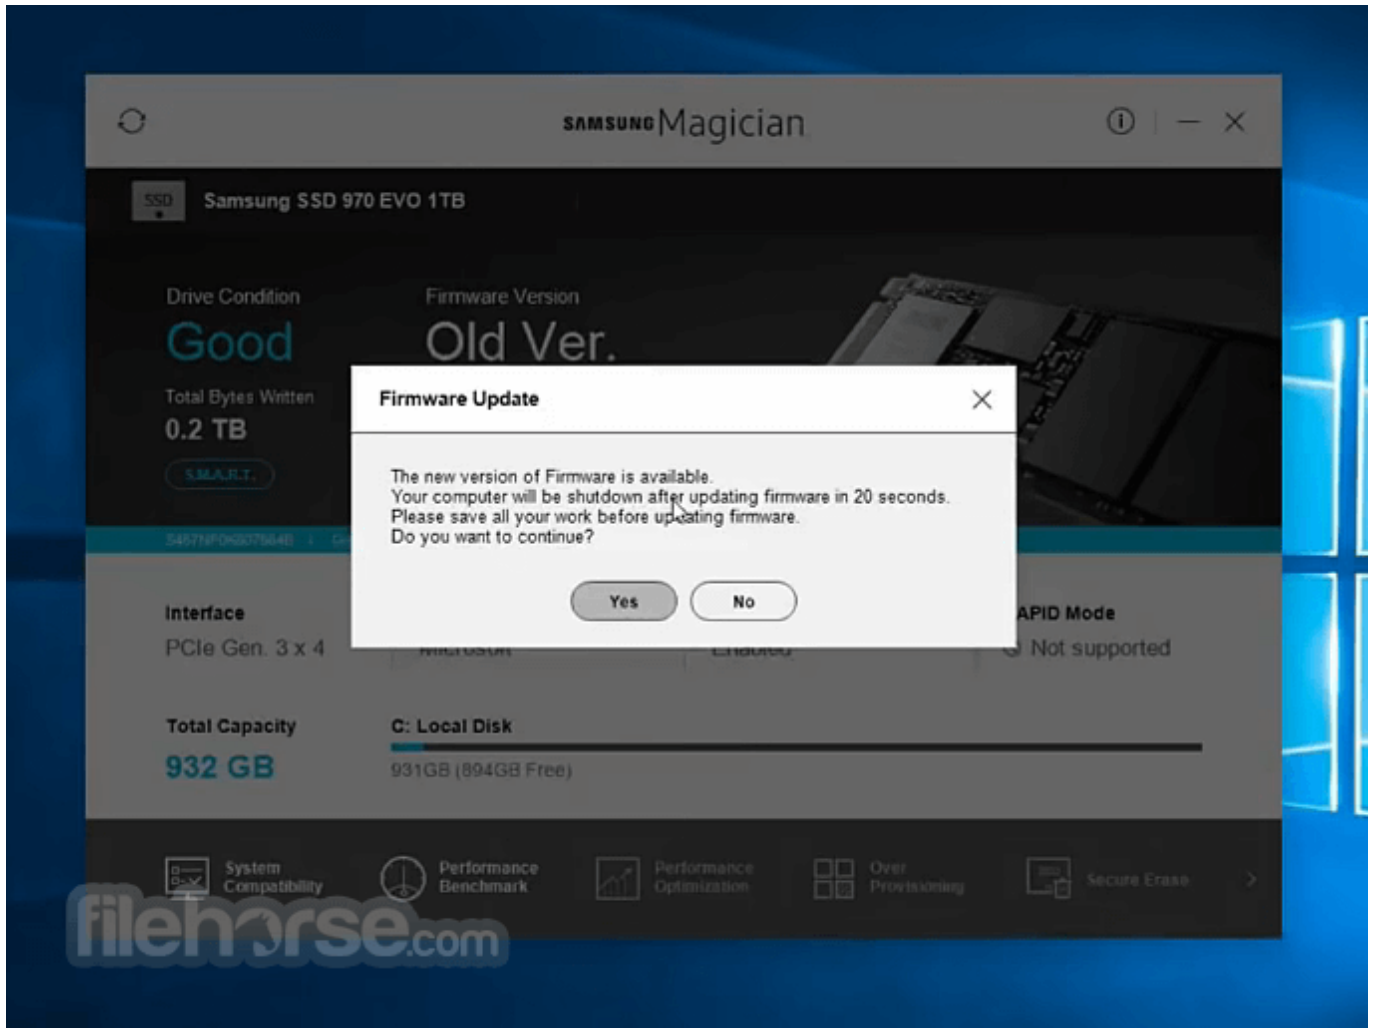 SAMSUNG Magician
SSD
Samsung SSD 970 EVO 1TB
Drive Condition
Firmware Version
Good
Old Ver.
Total Bytes Written
0.2 TB
S.M.A.R.T.
Firmware Update
The new version of Firmware is available.
Your computer will be shutdown after updating firmware in 20 seconds.
Please save all your work before updating firmware.
Do you want to continue?
Yes
No
Interface
APID Mode
PCIe Gen. 3 x 4
Microsoft
Enabled
Not supported
Total Capacity
C: Local Disk
932 GB
931GB (894GB Free)
System
Compatibility
Performance
Benchmark
Performance
Optimization
Over
Provisioning
Secure Erase
filehorse.com